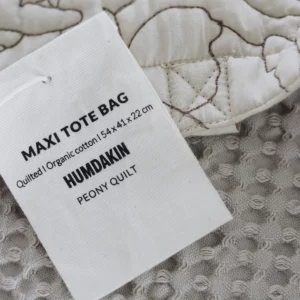 MAXI TOTE BAG
Quilted I Organic cotton I 54 x 41 x 22 cm
HUMDAKIN
PEONY QUILT